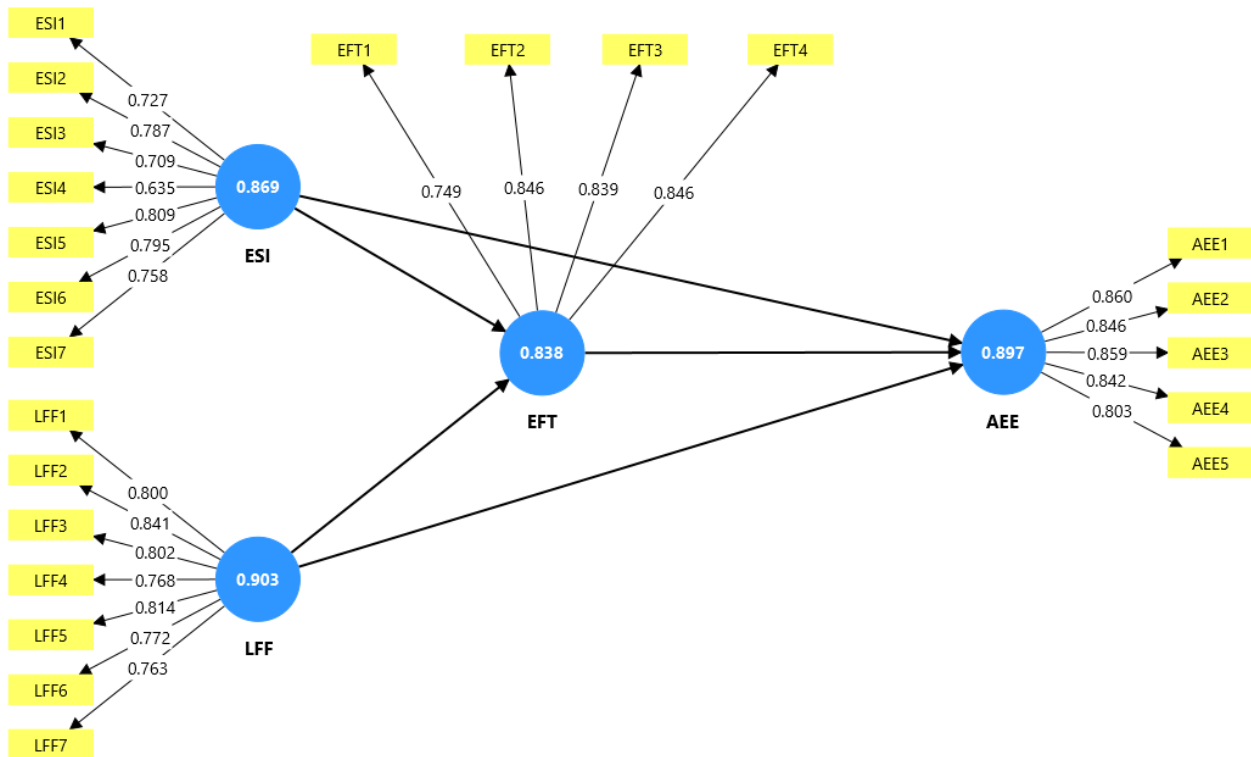 ESI1
ESI2
ESI3
ESI4
ESI5
ESI6
ESI7
0.727
0.787
0.709
0.635
0.809
0.795
0.758
0.869
ESI
EFT1
EFT2
EFT3
EFT4
0.749
0.846
0.839
0.846
0.838
EFT
LFF1
LFF2
LFF3
LFF4
LFF5
LFF6
LFF7
0.800
0.841
0.802
0.768
0.814
0.772
0.763
0.903
LFF
0.897
AEE
0.860
0.846
0.859
0.842
0.803
AEE1
AEE2
AEE3
AEE4
AEE5